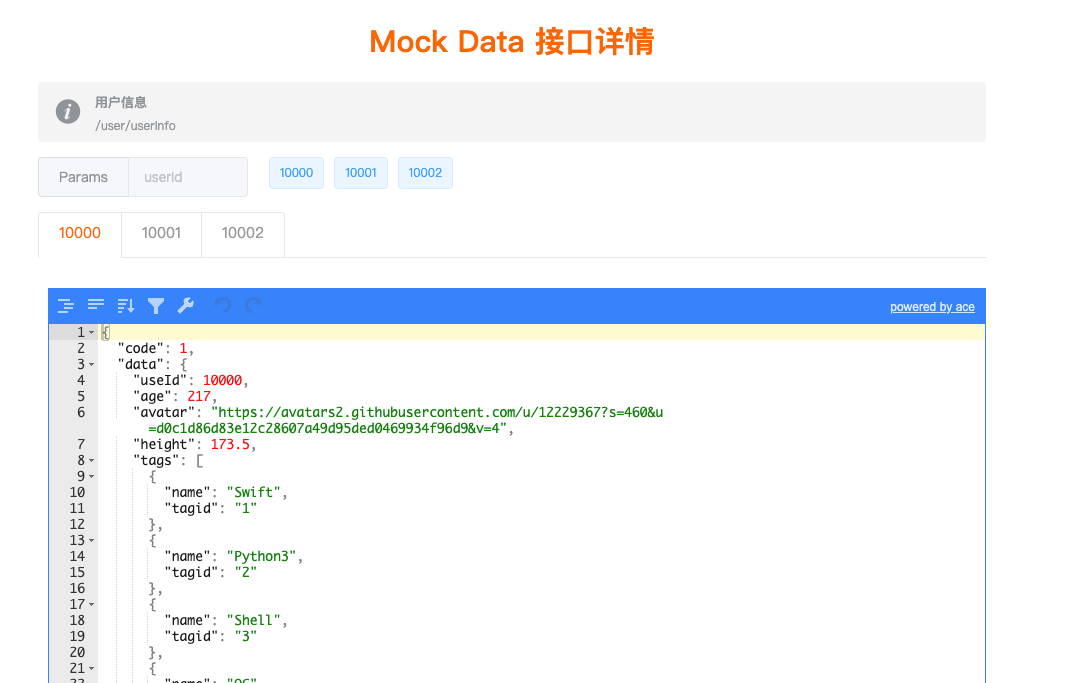 Mock Data 接口详情
用户信息
/user/userInfo
Params userId 10000 10001 10002
10000 10001 10002
powered by ace
1 {
2 "code": 1,
3 "data": {
4 "useId": 10000,
5 "age": 217,
6 "avatar": "https://avatars2.githubusercontent.com/u/12229367?s=460&u
=d0c1d86d83e12c28607a49d95ded0469934f96d9&v=4",
7 "height": 173.5,
8 "tags": [
9 {
10 "name": "Swift",
11 "tagid": "1"
12 },
13 {
14 "name": "Python3",
15 "tagid": "2"
16 },
17 {
18 "name": "Shell",
19 "tagid": "3"
20 },
21 {